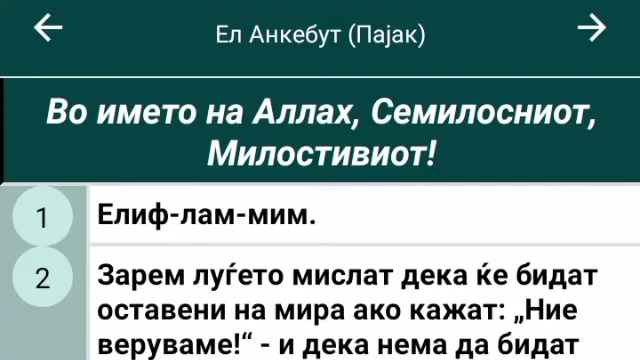 Ел Анкебут (Пајак)
Во името на Аллах, Семилосниот,
Милостивиот!
1 Елиф-лам-мим.
2 Зарем луѓето мислат дека ќе бидат
оставени на мира ако кажат: „Ние
веруваме!“ - и дека нема да бидат